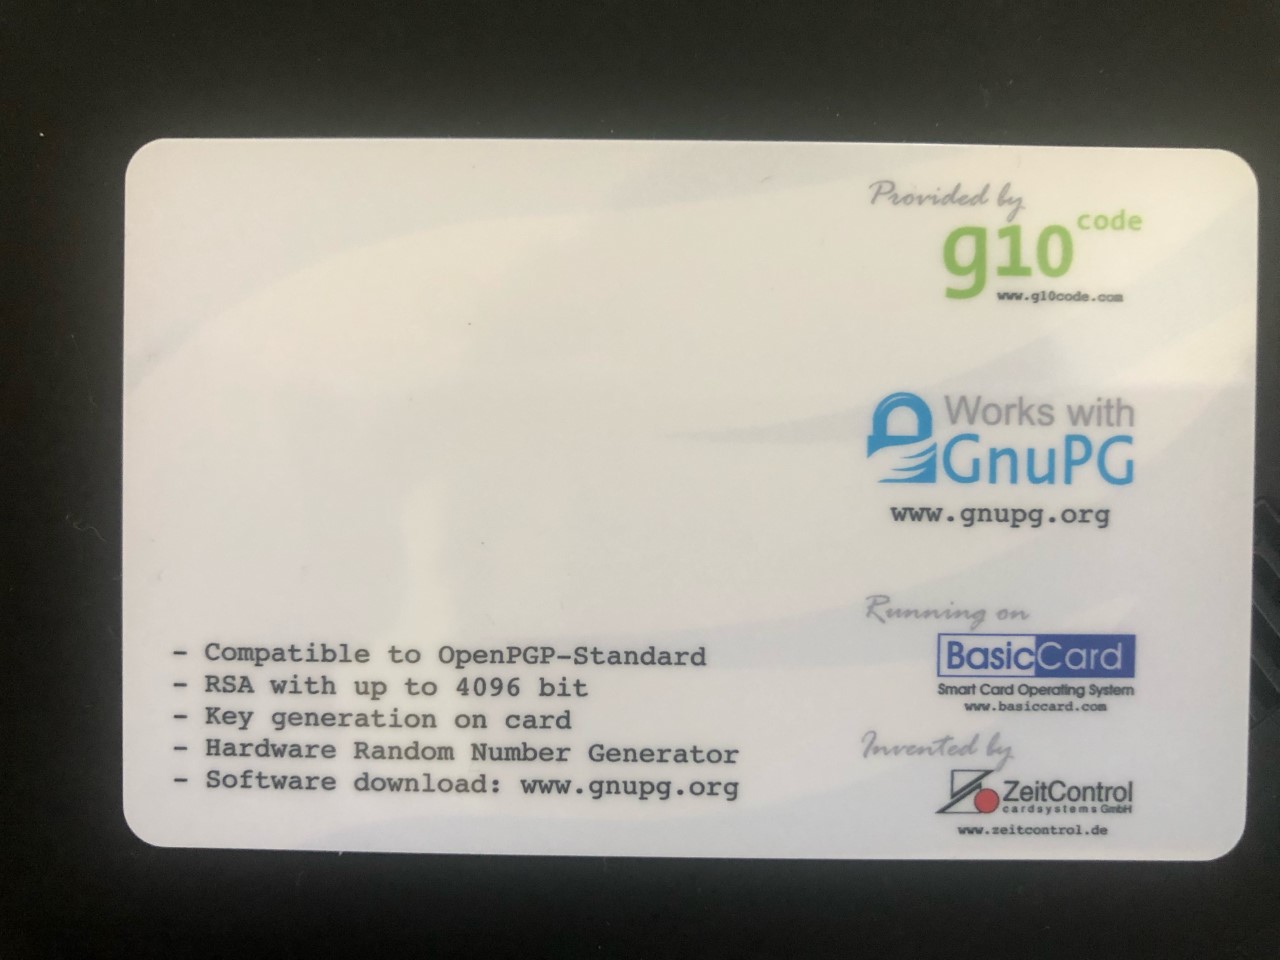 Provided by
g10 code
www.g10code.com
Works with
GnuPG
www.gnupg.org
Running on
BasicCard
Smart Card Operating System
www.basiccard.com
Invented by
ZeitControl
cardsystems GmbH
www.zeitcontrol.de
- Compatible to OpenPGP-Standard
- RSA with up to 4096 bit
- Key generation on card
- Hardware Random Number Generator
- Software download: www.gnupg.org